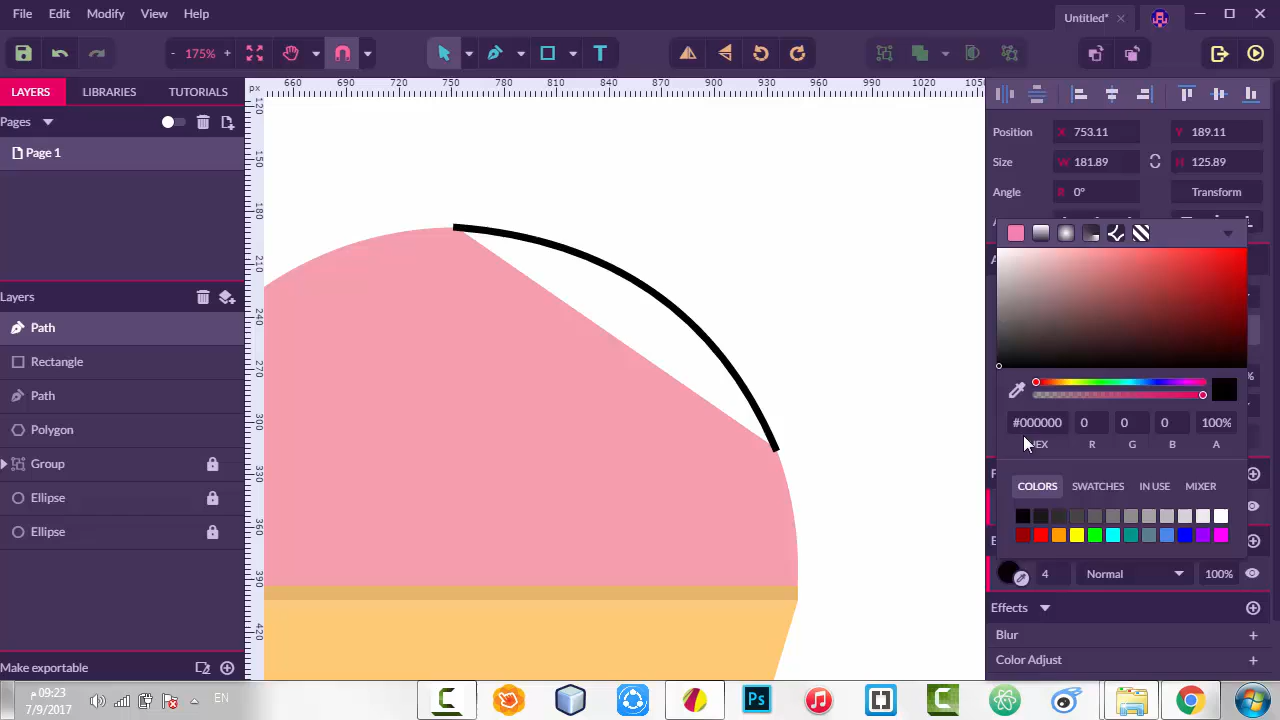 File Edit Modify View Help
Untitled*
- 175% +
T
LAYERS LIBRARIES TUTORIALS
px 660 690 720 750 780 810 840 870 900 930 960 990 1020 1050
120
150
180
210
240
270
300
330
360
390
420
Pages
Page 1
Layers
Path
Rectangle
Path
Polygon
Group
Ellipse
Ellipse
Make exportable
Position X 753.11 Y 189.11
Size W 181.89 H 125.89
Angle R 0° Transform
#000000 0 0 0 100%
HEX R G B A
COLORS SWATCHES IN USE MIXER
4 Normal 100%
Effects
Blur +
Color Adjust +
09:23 م
7/9/2017
EN
Ps